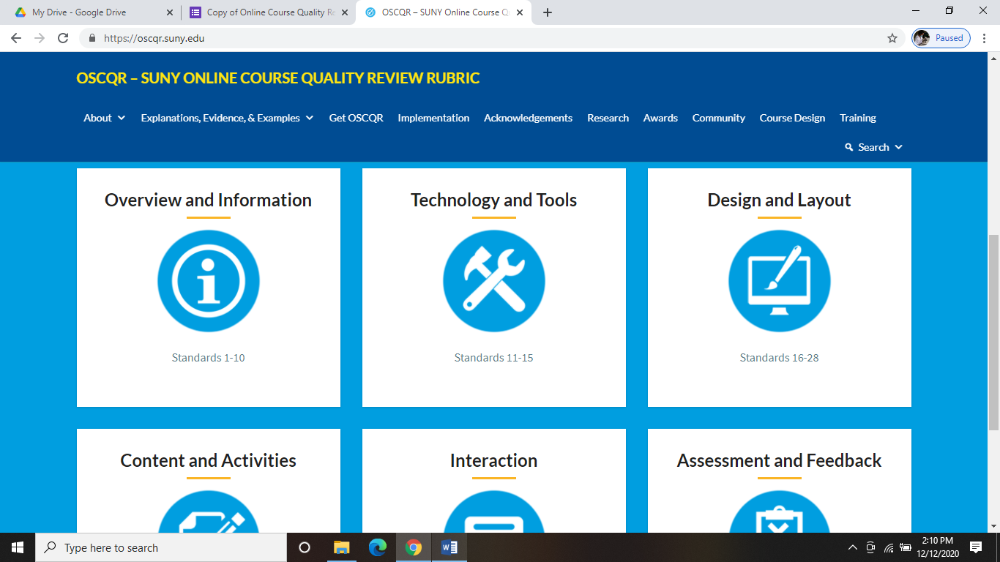 My Drive - Google Drive
Copy of Online Course Quality Re
OSCQR – SUNY Online Course Q
https://oscqr.suny.edu
Paused
OSCQR – SUNY ONLINE COURSE QUALITY REVIEW RUBRIC
About Explanations, Evidence, & Examples Get OSCQR Implementation Acknowledgements Research Awards Community Course Design Training
Search
Overview and Information
Standards 1-10
Technology and Tools
Standards 11-15
Design and Layout
Standards 16-28
Content and Activities
Interaction
Assessment and Feedback
Type here to search
2:10 PM
12/12/2020